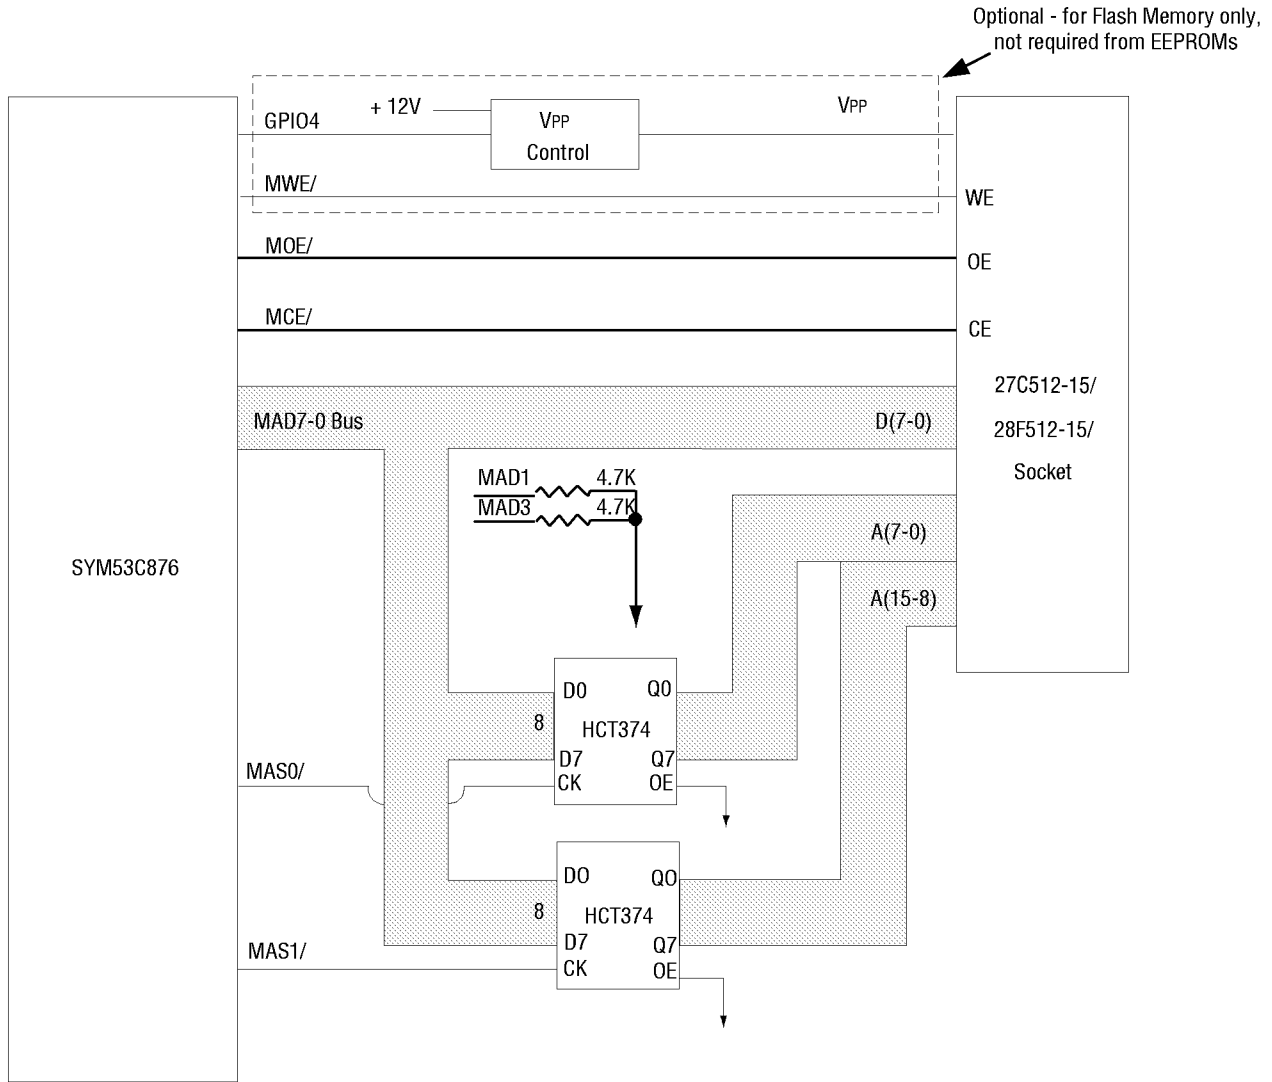 Optional - for Flash Memory only,
not required from EEPROMs
GPIO4
+ 12V
VPP
Control
VPP
MWE/
WE
MOE/
OE
MCE/
CE
27C512-15/
28F512-15/
Socket
MAD7-0 Bus
D(7-0)
MAD1
4.7K
MAD3
4.7K
A(7-0)
A(15-8)
SYM53C876
D0
Q0
8
HCT374
D7
Q7
CK
OE
MAS0/
DO
QO
8
HCT374
D7
Q7
CK
OE
MAS1/